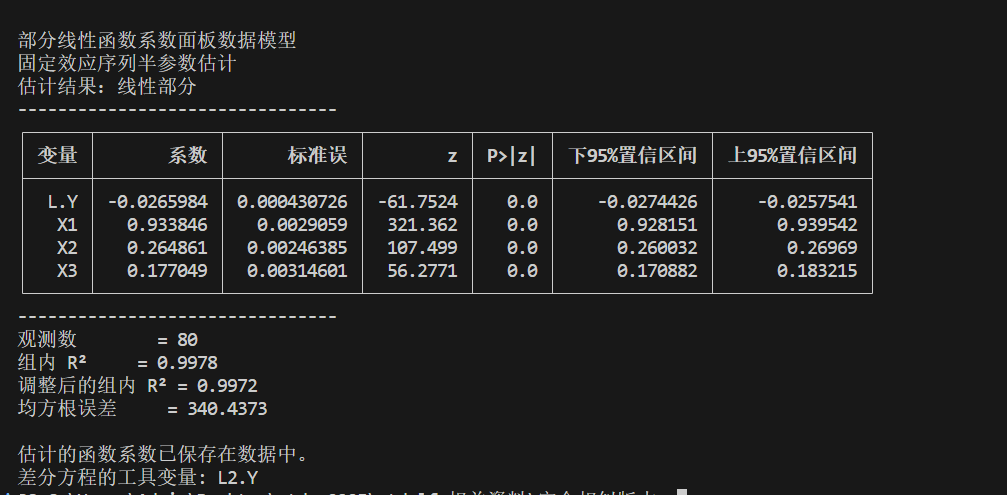 部分线性函数系数面板数据模型
固定效应序列半参数估计
估计结果：线性部分
--------------------------------
变量 系数 标准误 z P>|z| 下95%置信区间 上95%置信区间
L.Y -0.0265984 0.000430726 -61.7524 0.0 -0.0274426 -0.0257541
X1 0.933846 0.0029059 321.362 0.0 0.928151 0.939542
X2 0.264861 0.00246385 107.499 0.0 0.260032 0.26969
X3 0.177049 0.00314601 56.2771 0.0 0.170882 0.183215
--------------------------------
观测数 = 80
组内 R² = 0.9978
调整后的组内 R² = 0.9972
均方根误差 = 340.4373
估计的函数系数已保存在数据中。
差分方程的工具变量: L2.Y